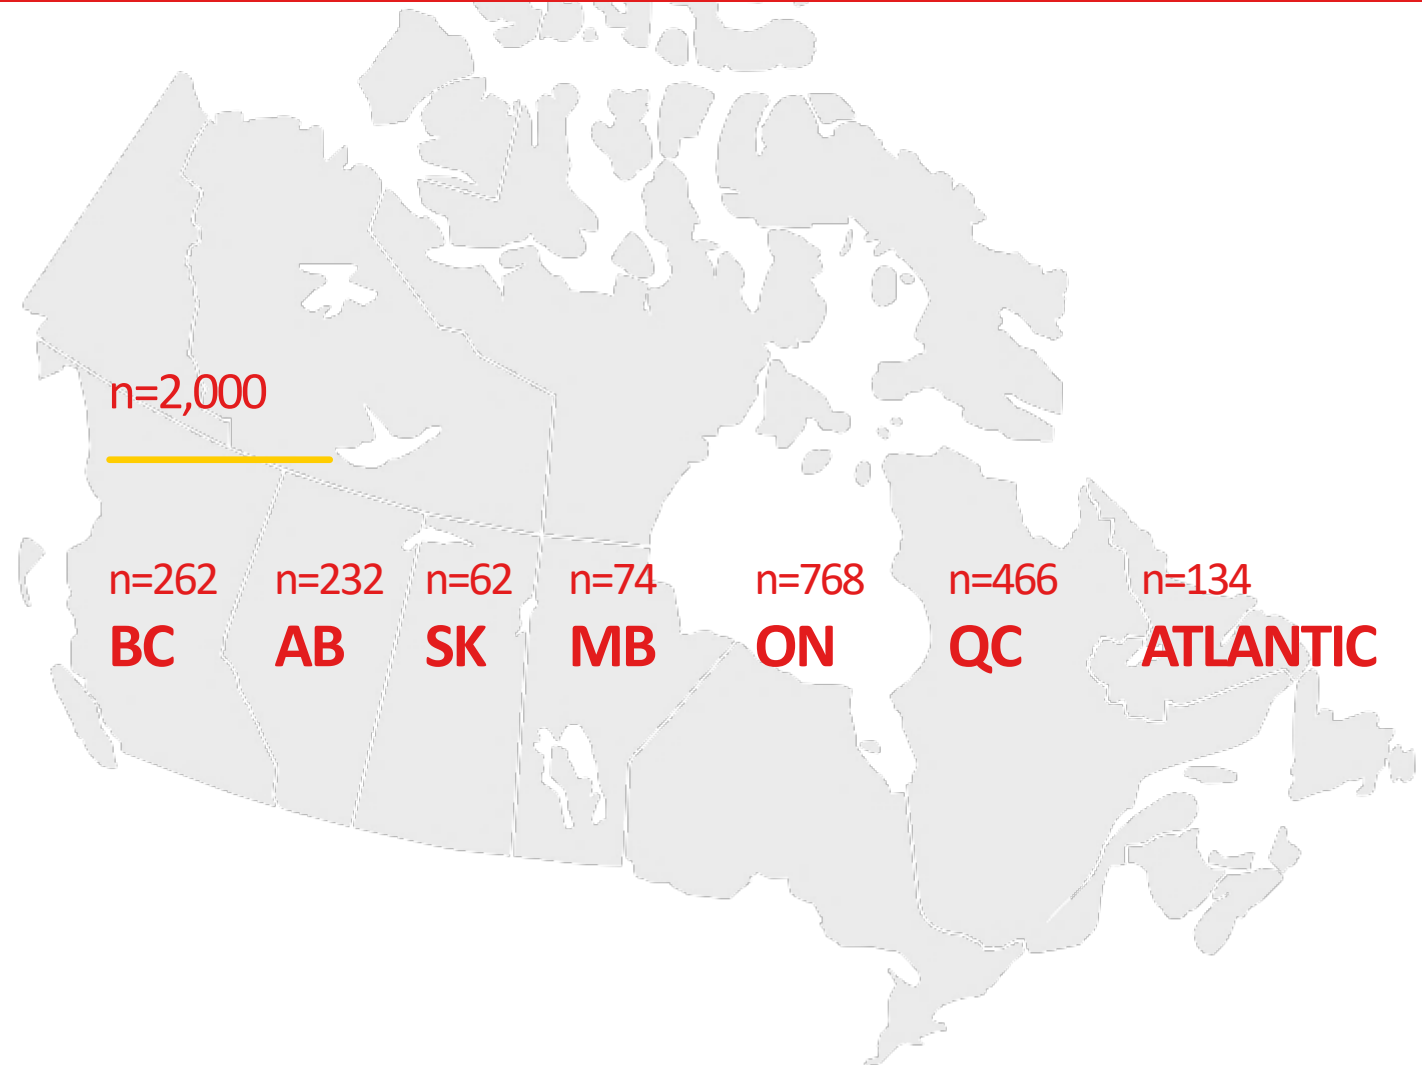 n=2,000
n=262 n=232 n=62 n=74 n=768 n=466 n=134
BC AB SK MB ON QC ATLANTIC